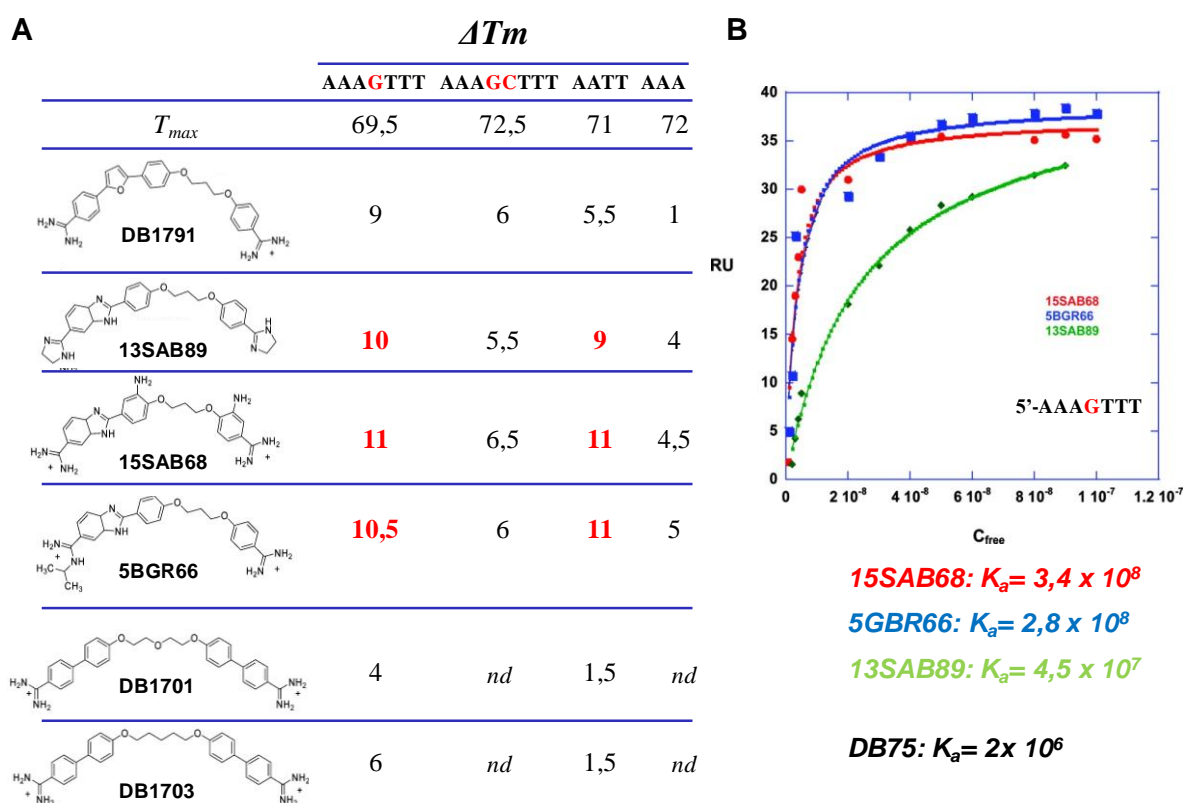 A
ΔTm
AAAGTTT AAAGCTTT AATT AAA
Tmax 69,5 72,5 71 72
DB1791 9 6 5,5 1
13SAB89 10 5,5 9 4
15SAB68 11 6,5 11 4,5
5BGR66 10,5 6 11 5
DB1701 4 nd 1,5 nd
DB1703 6 nd 1,5 nd
B
RU
40
35
30
25
20
15
10
5
0
0 2 10⁻⁸ 4 10⁻⁸ 6 10⁻⁸ 8 10⁻⁸ 1 10⁻⁷ 1.2 10⁻⁷
Cfree
15SAB68
5BGR66
13SAB89
5'-AAAGTTT
15SAB68: Ka= 3,4 x 10⁸
5GBR66: Ka= 2,8 x 10⁸
13SAB89: Ka= 4,5 x 10⁷
DB75: Ka= 2x 10⁶